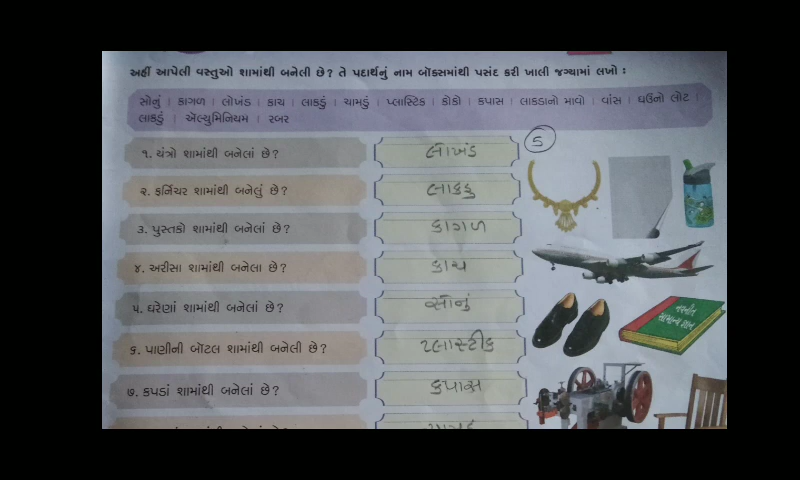 અહીં આપેલી વસ્તુઓ શામાંથી બનેલી છે? તે પદાર્થનું નામ બૉક્સમાંથી પસંદ કરી ખાલી જગ્યામાં લખો :
સોનું | કાગળ | લોખંડ | કાચ | લાકડું | ચામડું | પ્લાસ્ટિક | કોકો | કપાસ | લાકડાનો માવો | વાંસ | ઘઉંનો લોટ |
લાકડું | ઍલ્યુમિનિયમ | રબર
5
૧. યંત્રો શામાંથી બનેલાં છે? લોખંડ
૨. ફર્નિચર શામાંથી બનેલું છે? લાકડુ
૩. પુસ્તકો શામાંથી બનેલાં છે? કાગળ
૪. અરીસા શામાંથી બનેલા છે? કાચ
૫. ઘરેણાં શામાંથી બનેલાં છે? સોનું
નવનીત
સામાન્ય જ્ઞાન
૬. પાણીની બૉટલ શામાંથી બનેલી છે? પ્લાસ્ટીક
૭. કપડાં શામાંથી બનેલાં છે? કપાસ